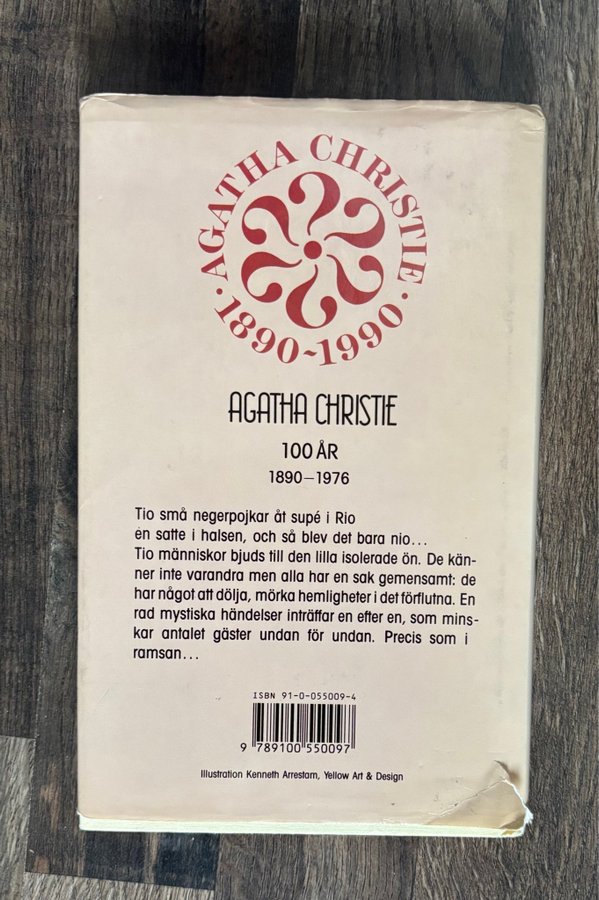 AGATHA CHRISTIE · 1890-1990 ·
AGATHA CHRISTIE
100 ÅR
1890–1976
Tio små negerpojkar åt supé i Rio
en satte i halsen, och så blev det bara nio...
Tio människor bjuds till den lilla isolerade ön. De kän-
ner inte varandra men alla har en sak gemensamt: de
har något att dölja, mörka hemligheter i det förflutna. En
rad mystiska händelser inträffar en efter en, som mins-
kar antalet gäster undan för undan. Precis som i
ramsan...
ISBN 91-0-055009-4
9 789100 550097
Illustration Kenneth Arrestam, Yellow Art & Design